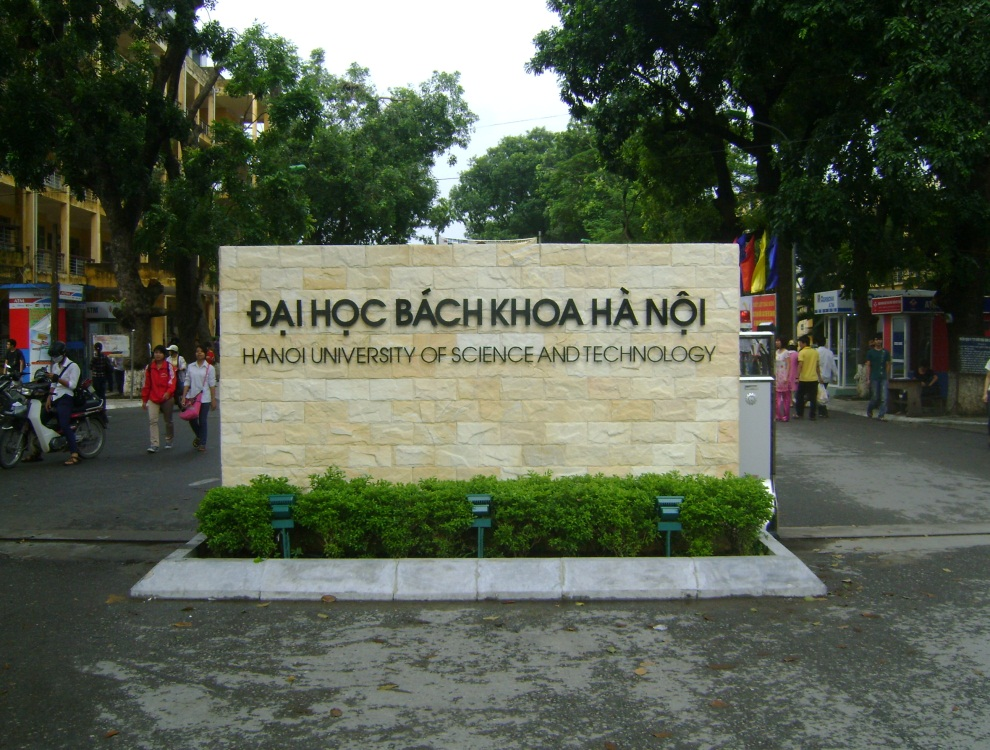 ĐẠI HỌC BÁCH KHOA HÀ NỘI
HANOI UNIVERSITY OF SCIENCE AND TECHNOLOGY